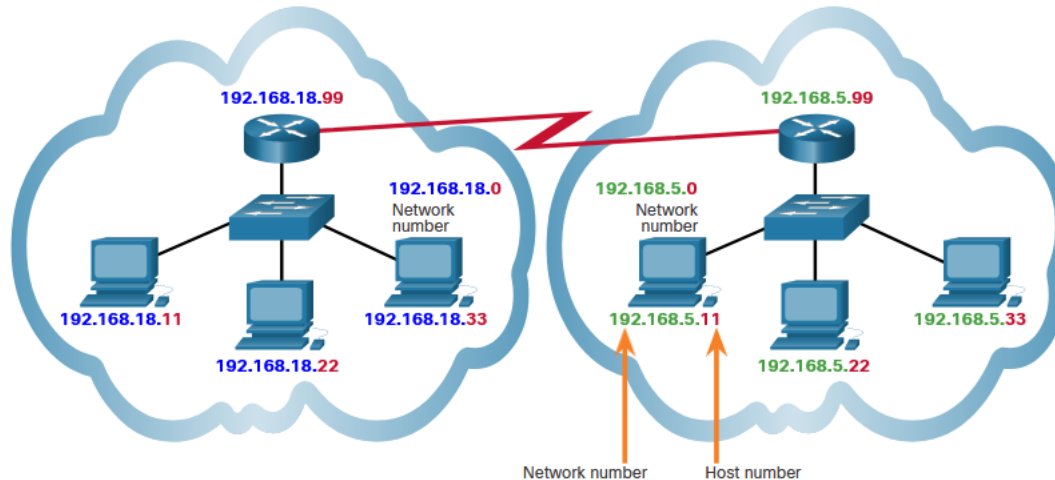 192.168.18.99
192.168.5.99
192.168.18.0
Network
number
192.168.5.0
Network
number
192.168.18.11
192.168.18.33
192.168.5.11
192.168.5.33
192.168.18.22
192.168.5.22
Network number
Host number